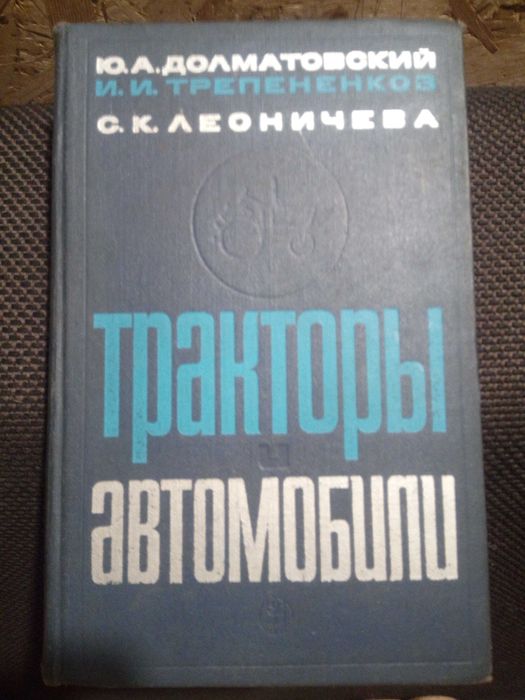 Ю.А.ДОЛМАТОВСКИЙ
И.И.ТРЕПЕНЕНКОВ
С.К.ЛЕОНИЧЕВА
ТРАКТОРЫ
и
АВТОМОБИЛИ